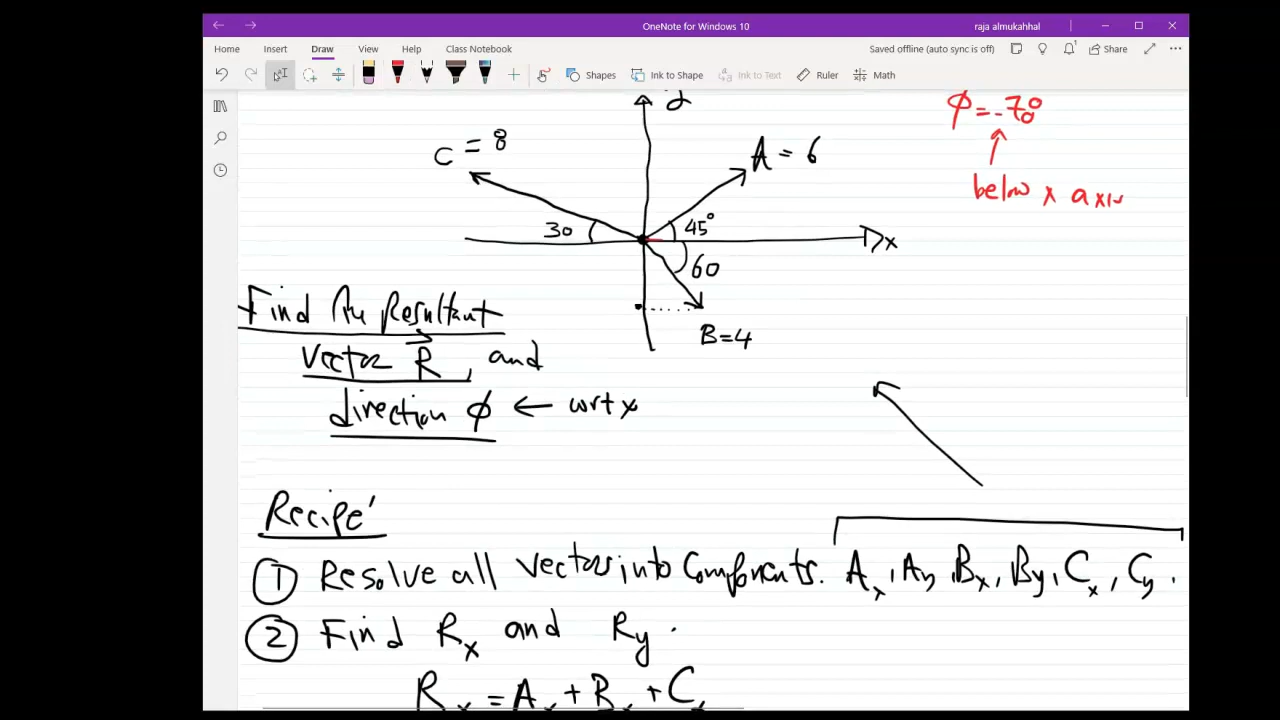 OneNote for Windows 10
raja almukahhal
Home Insert Draw View Help Class Notebook
Saved offline (auto sync is off)
Share
Shapes
Ink to Shape
Ink to Text
Ruler
Math
y
φ = -70°
C = 8
A = 6
below x axis
30
45°
x
60
Find the Resultant
B=4
vector R, and
direction φ ← wrt x
Recipe'
① Resolve all vectors into Components. Ax, Ay, Bx, By, Cx, Cy.
② Find Rx and Ry.
Rx = Ax + Bx + Cx